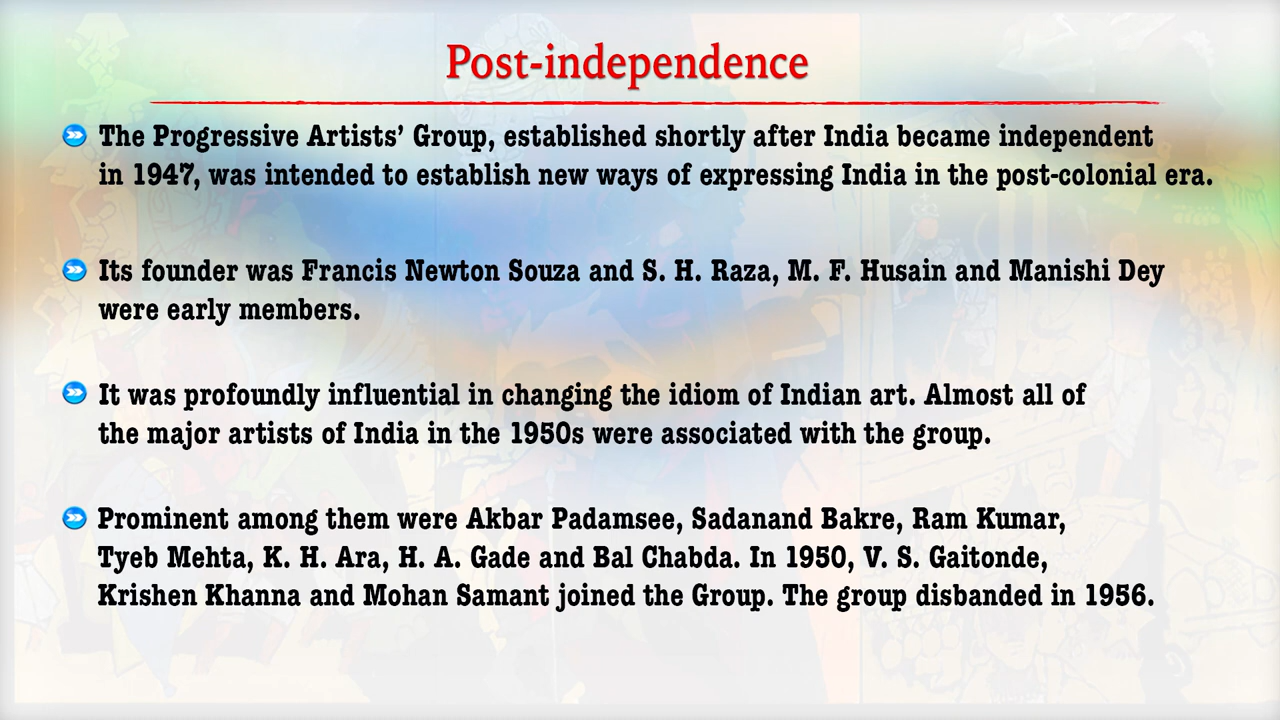 Post-independence
The Progressive Artists’ Group, established shortly after India became independent
in 1947, was intended to establish new ways of expressing India in the post-colonial era.
Its founder was Francis Newton Souza and S. H. Raza, M. F. Husain and Manishi Dey
were early members.
It was profoundly influential in changing the idiom of Indian art. Almost all of
the major artists of India in the 1950s were associated with the group.
Prominent among them were Akbar Padamsee, Sadanand Bakre, Ram Kumar,
Tyeb Mehta, K. H. Ara, H. A. Gade and Bal Chabda. In 1950, V. S. Gaitonde,
Krishen Khanna and Mohan Samant joined the Group. The group disbanded in 1956.